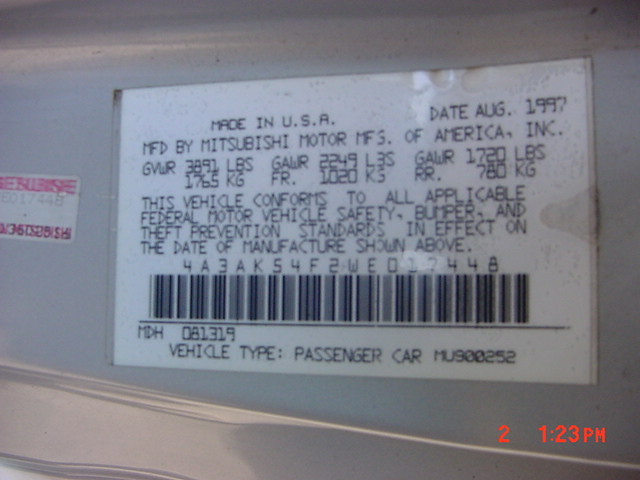 MADE IN U.S.A. DATE AUG. 1997
MFD BY MITSUBISHI MOTOR MFG. OF AMERICA, INC.
GVWR 3891 LBS GAWR 2249 LBS GAWR 1720 LBS
1765 KG FR. 1020 KG RR. 780 KG
THIS VEHICLE CONFORMS TO ALL APPLICABLE
FEDERAL MOTOR VEHICLE SAFETY, BUMPER, AND
THEFT PREVENTION STANDARDS IN EFFECT ON
THE DATE OF MANUFACTURE SHOWN ABOVE.
4A3AK54F2WE017448
MDH 081319
VEHICLE TYPE: PASSENGER CAR MU900252
E017448
2 1:23PM